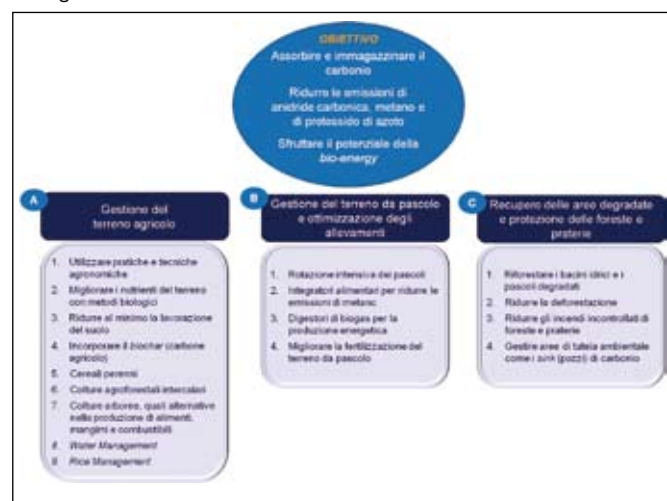 OBIETTIVO
Assorbire e immagazzinare il
carbonio
Ridurre le emissioni di
anidride carbonica, metano e
di protossido di azoto
Sfruttare il potenziale della
bio-energy
A
Gestione del
terreno agricolo
1. Utilizzare pratiche e tecniche
agronomiche
2. Migliorare i nutrienti del terreno
con metodi biologici
3. Ridurre al minimo la lavorazione
del suolo
4. Incorporare il biochar (carbone
agricolo)
5. Cereali perenni
6. Colture agroforestali intercalari
7. Colture arboree, quali alternative
nella produzione di alimenti,
mangimi e combustibili
8. Water Management
9. Rice Management
B
Gestione del terreno da pascolo
e ottimizzazione degli
allevamenti
1. Rotazione intensiva dei pascoli
2. Integratori alimentari per ridurre le
emissioni di metano
3. Digestori di biogas per la
produzione energetica
4. Migliorare la fertilizzazione del
terreno da pascolo
C
Recupero delle aree degradate
e protezione delle foreste e
praterie
1. Riforestare i bacini idrici e i
pascoli degradati
2. Ridurre la deforestazione
3. Ridurre gli incendi incontrollati di
foreste e praterie
4. Gestire aree di tutela ambientale
come i sink (pozzi) di carbonio